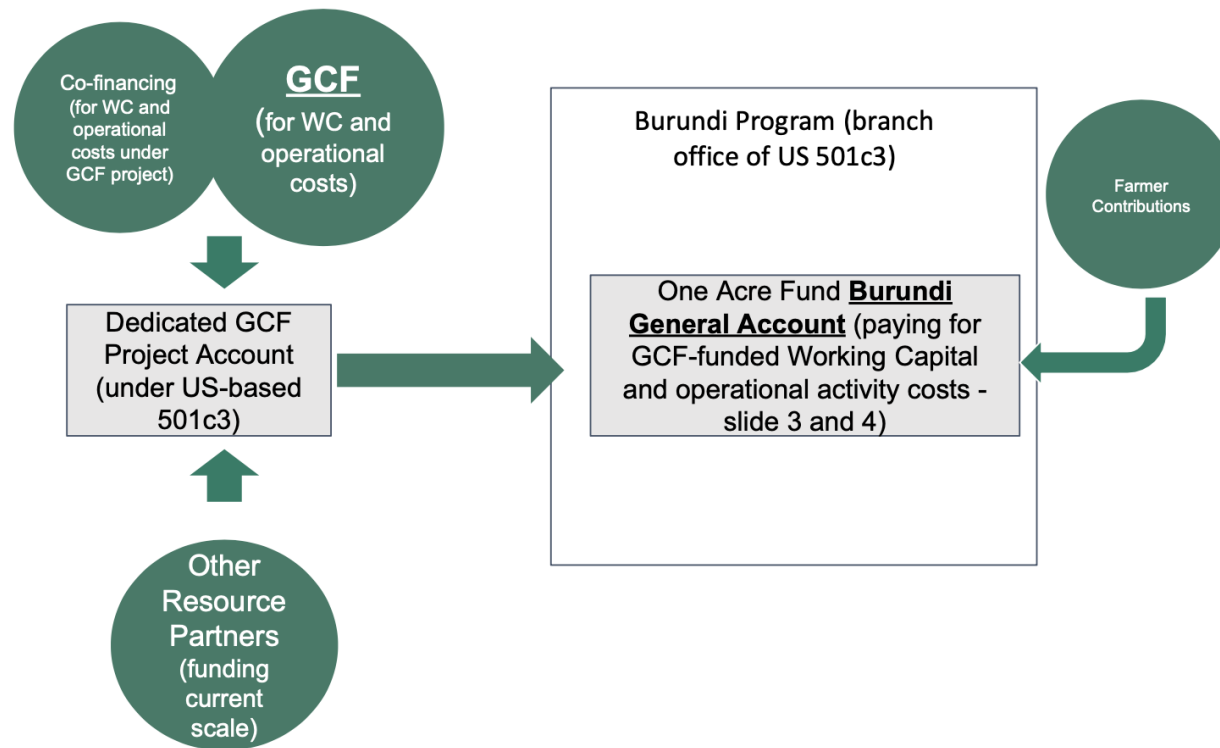 Co-financing
(for WC and
operational
costs under
GCF project)
GCF
(for WC and
operational
costs)
Burundi Program (branch
office of US 501c3)
Farmer
Contributions
Dedicated GCF
Project Account
(under US-based
501c3)
One Acre Fund Burundi
General Account (paying for
GCF-funded Working Capital
and operational activity costs -
slide 3 and 4)
Other
Resource
Partners
(funding
current
scale)